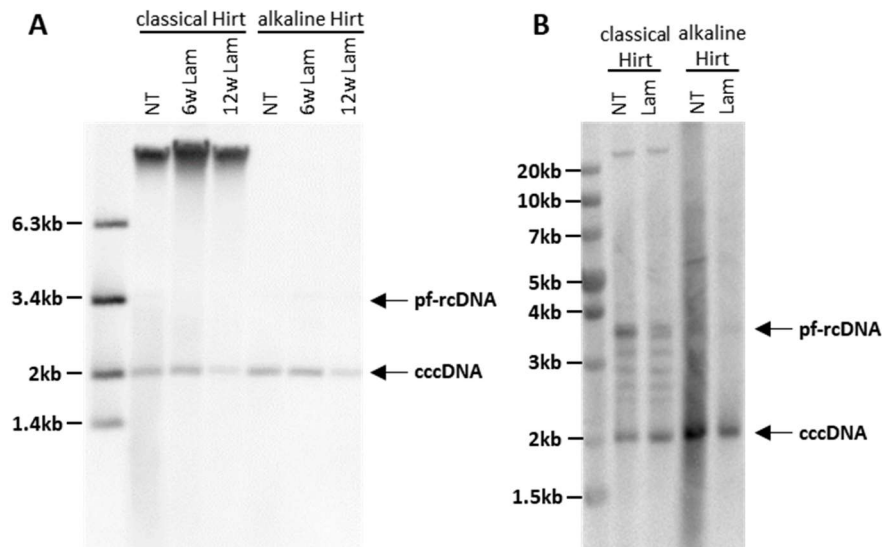 A
classical Hirt alkaline Hirt
NT 6w Lam 12w Lam NT 6w Lam 12w Lam
6.3kb
3.4kb
2kb
1.4kb
pf-rcDNA
cccDNA
B
classical Hirt
alkaline Hirt
NT Lam NT Lam
20kb
10kb
7kb
5kb
4kb
3kb
2kb
1.5kb
pf-rcDNA
cccDNA